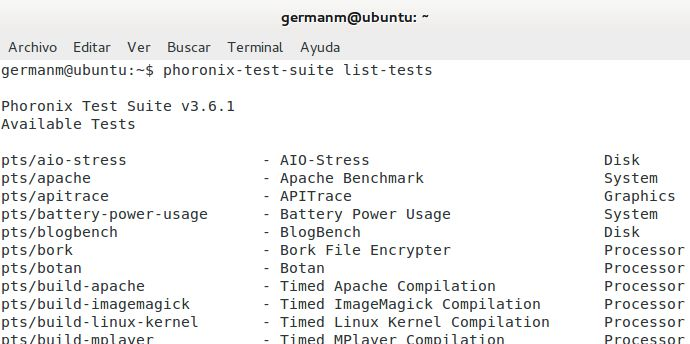 germanm@ubuntu: ~
Archivo Editar Ver Buscar Terminal Ayuda
germanm@ubuntu:~$ phoronix-test-suite list-tests
Phoronix Test Suite v3.6.1
Available Tests
pts/aio-stress - AIO-Stress Disk
pts/apache - Apache Benchmark System
pts/apitrace - APITrace Graphics
pts/battery-power-usage - Battery Power Usage System
pts/blogbench - BlogBench Disk
pts/bork - Bork File Encrypter Processor
pts/botan - Botan Processor
pts/build-apache - Timed Apache Compilation Processor
pts/build-imagemagick - Timed ImageMagick Compilation Processor
pts/build-linux-kernel - Timed Linux Kernel Compilation Processor
pts/build-mplayer - Timed MPlayer Compilation Processor